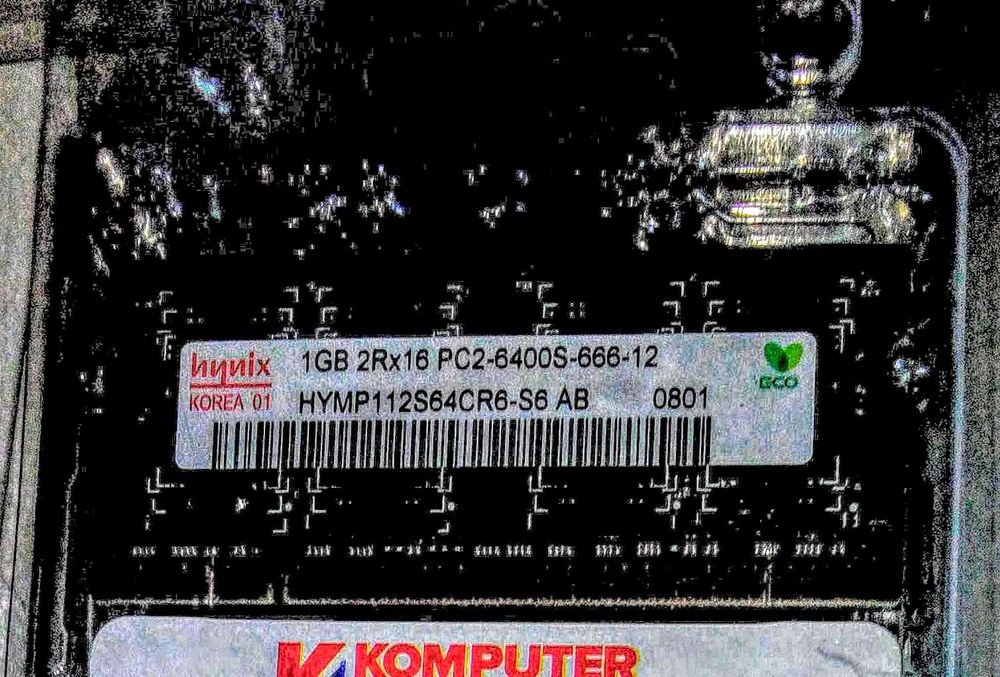 hynix
KOREA 01
1GB 2Rx16 PC2-6400S-666-12
HYMP112S64CR6-S6 AB 0801
ECO
KOMPUTER